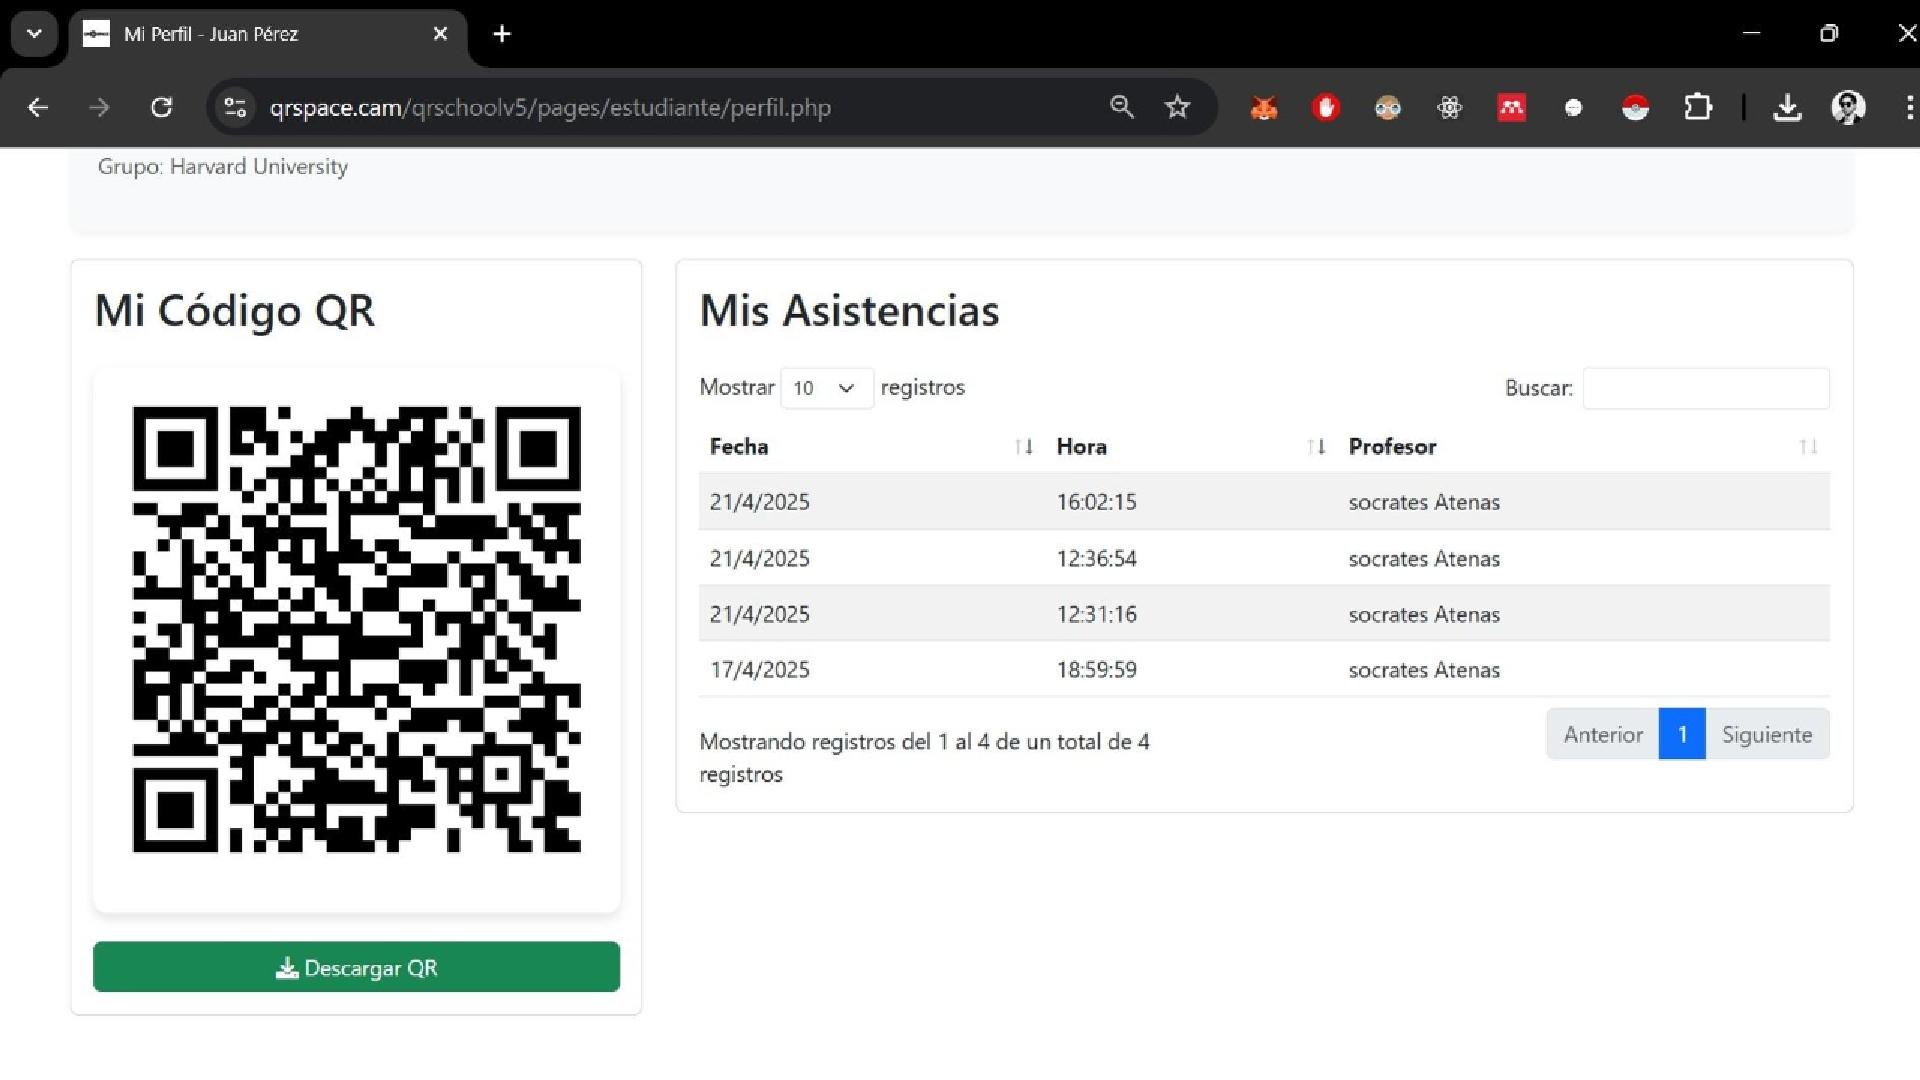 Mi Perfil - Juan Pérez
qrspace.cam/qrschoolv5/pages/estudiante/perfil.php
Grupo: Harvard University
Mi Código QR
Descargar QR
Mis Asistencias
Mostrar 10 registros
Buscar:
Fecha Hora Profesor
21/4/2025 16:02:15 socrates Atenas
21/4/2025 12:36:54 socrates Atenas
21/4/2025 12:31:16 socrates Atenas
17/4/2025 18:59:59 socrates Atenas
Mostrando registros del 1 al 4 de un total de 4
registros
Anterior 1 Siguiente